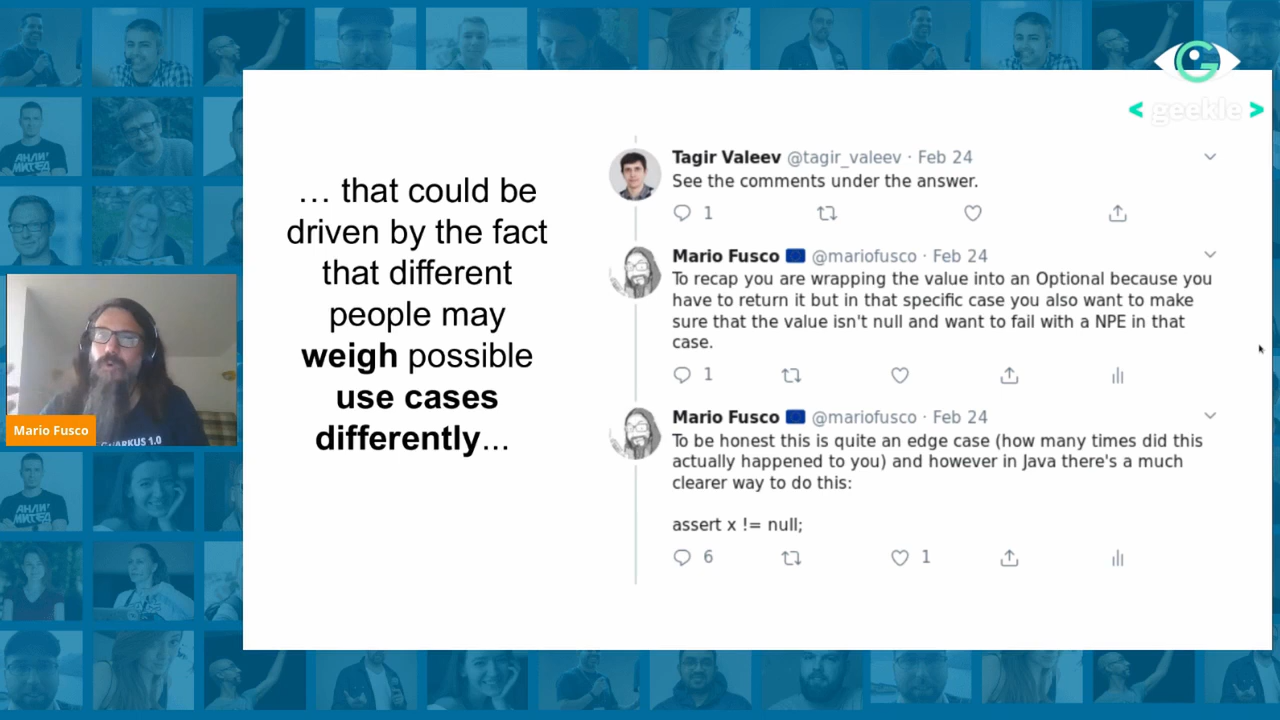 < geekle >
… that could be
driven by the fact
that different
people may
weigh possible
use cases
differently…
Tagir Valeev @tagir_valeev · Feb 24
See the comments under the answer.
1
Mario Fusco @mariofusco · Feb 24
To recap you are wrapping the value into an Optional because you
have to return it but in that specific case you also want to make
sure that the value isn't null and want to fail with a NPE in that
case.
1
Mario Fusco @mariofusco · Feb 24
To be honest this is quite an edge case (how many times did this
actually happened to you) and however in Java there's a much
clearer way to do this:
assert x != null;
6 1
Mario Fusco